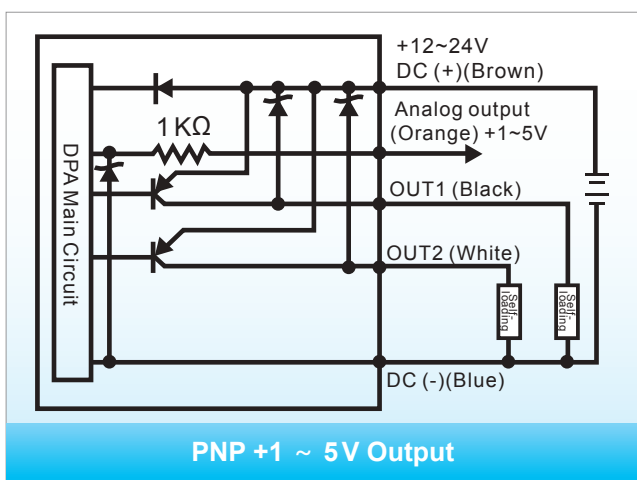 +12~24V
DC (+)(Brown)
1KΩ
Analog output
(Orange) +1~5V
DPA Main Circuit
OUT1 (Black)
OUT2 (White)
Self-
loading
Self-
loading
DC (-)(Blue)
PNP +1 ~ 5V Output